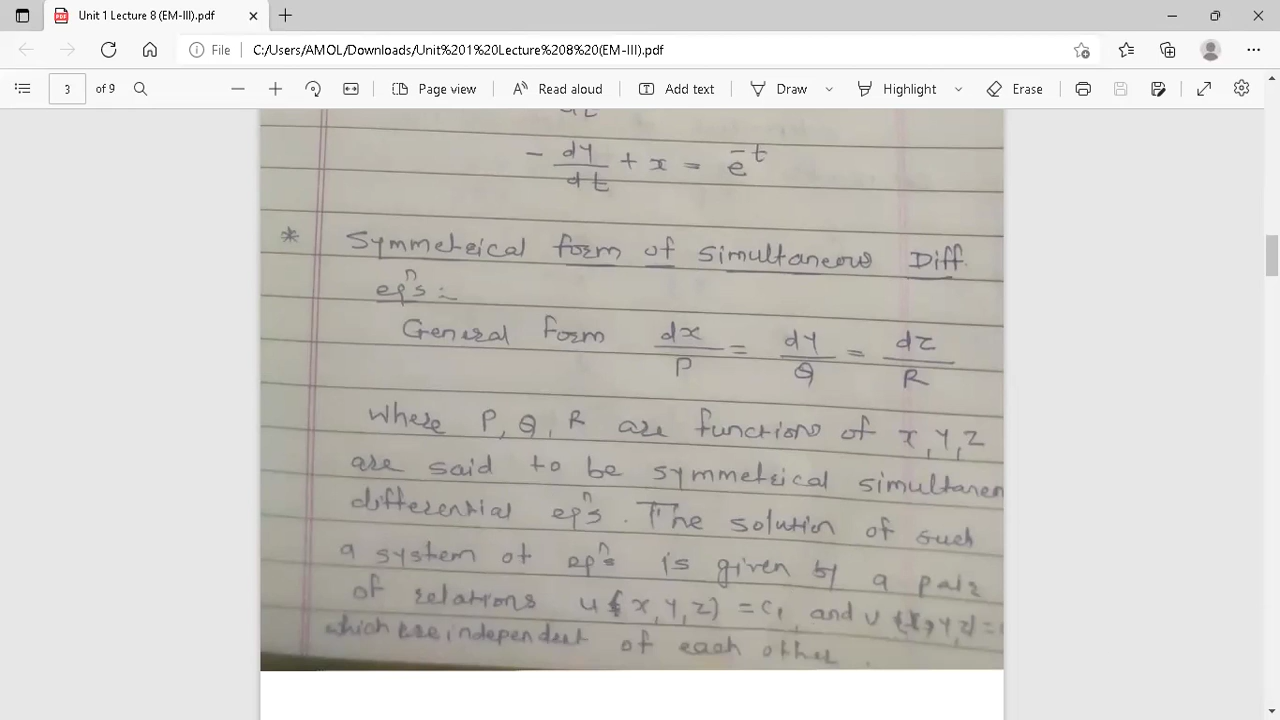 Unit 1 Lecture 8 (EM-III).pdf
File C:/Users/AMOL/Downloads/Unit%201%20Lecture%208%20(EM-III).pdf
3 of 9 Page view Read aloud Add text Draw Highlight Erase
- dy/dt + x = e^-t
* Symmetrical form of simultaneous Diff.
eqⁿs :-
General form dx/P = dy/Q = dz/R
where P, Q, R are functions of x, y, z
are said to be symmetrical simultaneo
differential eqⁿs. The solution of such
a system of eqⁿs is given by a pair
of relations u(x,y,z) = c₁, and v(x,y,z)=
which are independent of each other.